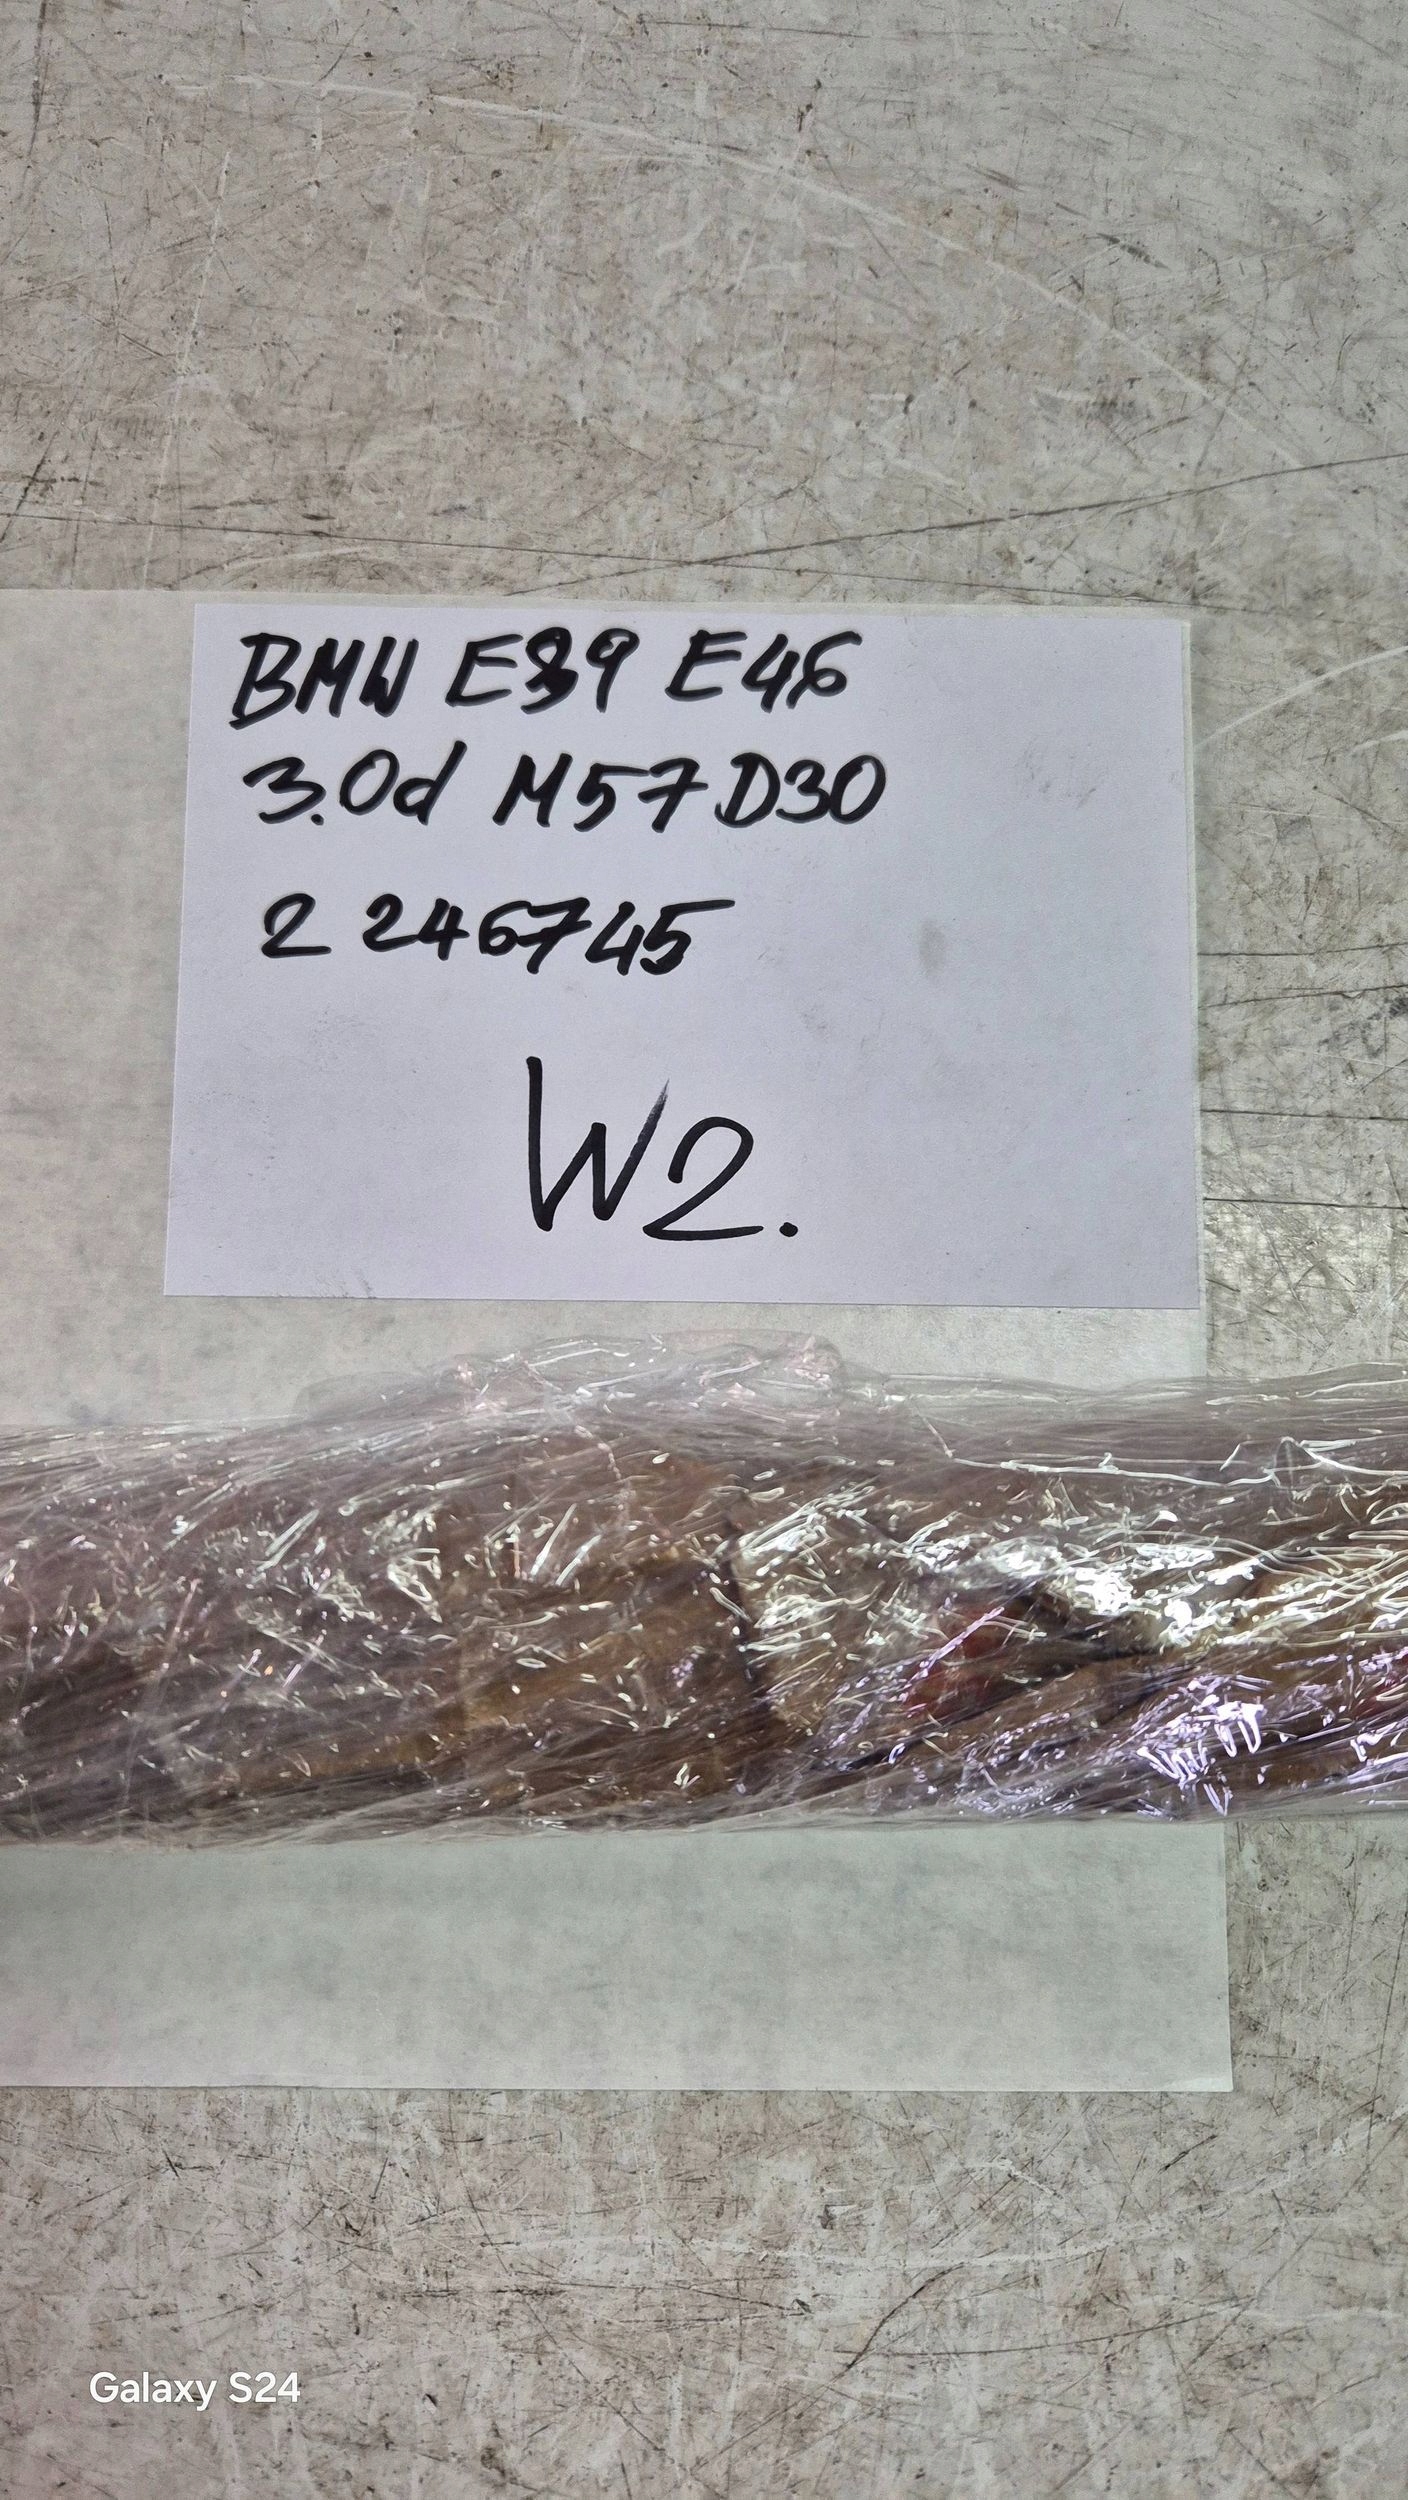 BMW E39 E46
3.0d M57D30
2 246745
W2.
Galaxy S24